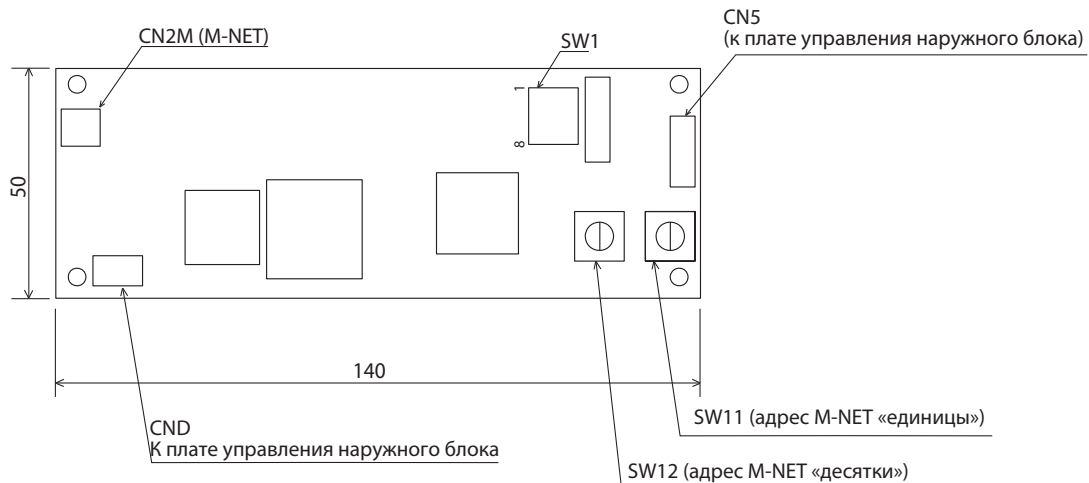 CN2M (M-NET)
SW1
CN5
(к плате управления наружного блока)
1
8
50
140
CND
К плате управления наружного блока
SW11 (адрес M-NET «единицы»)
SW12 (адрес M-NET «десятки»)